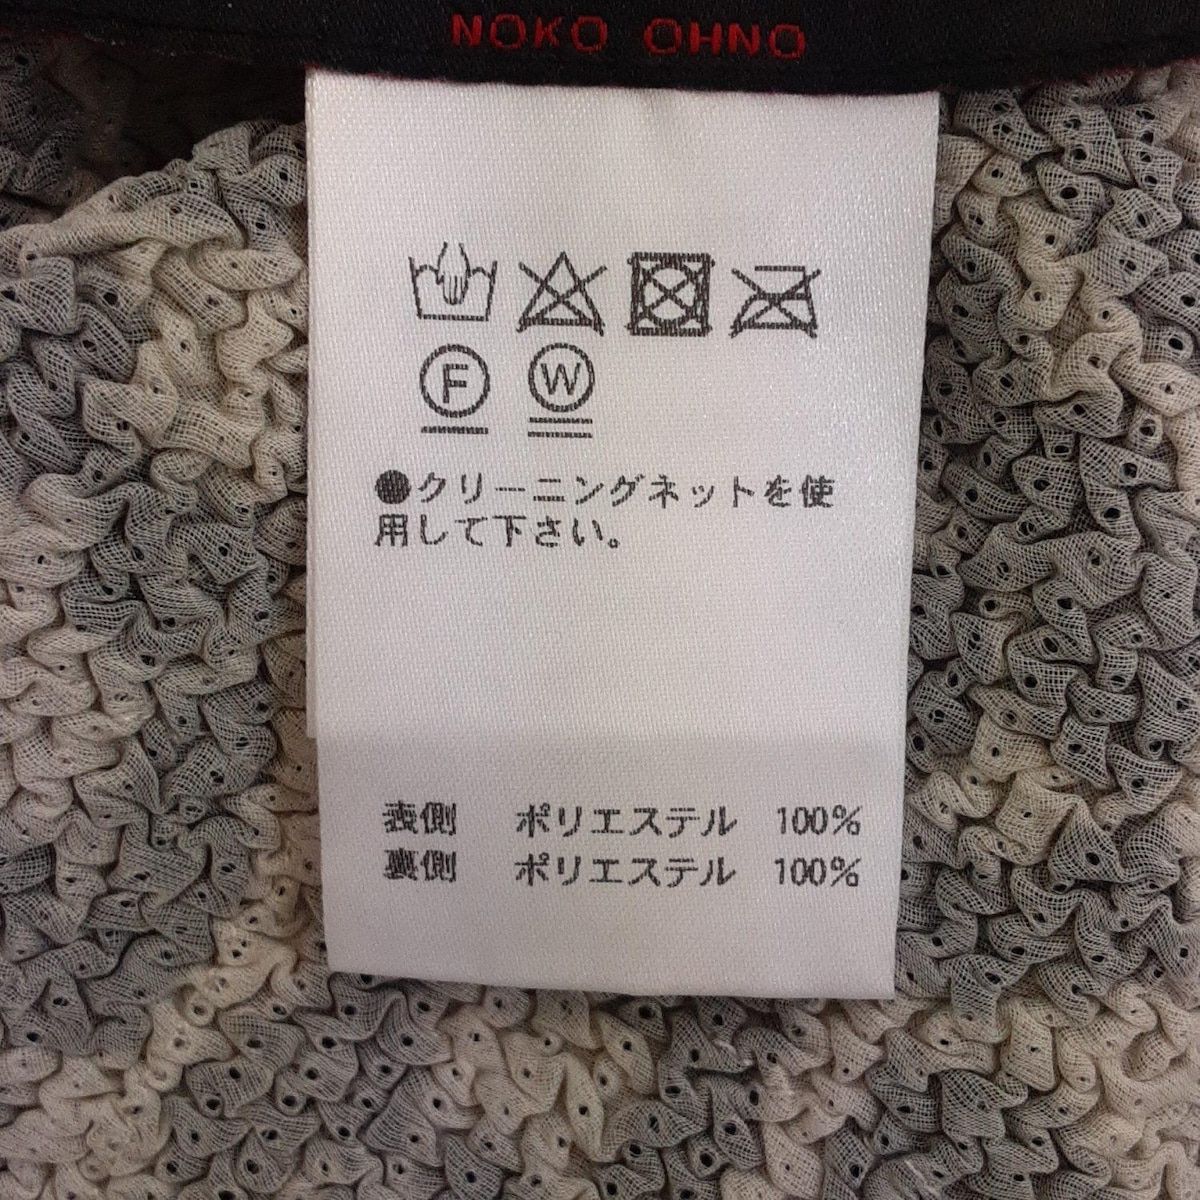 NOKO OHNO
F W
●クリーニングネットを使
用して下さい。
表側 ポリエステル 100%
裏側 ポリエステル 100%